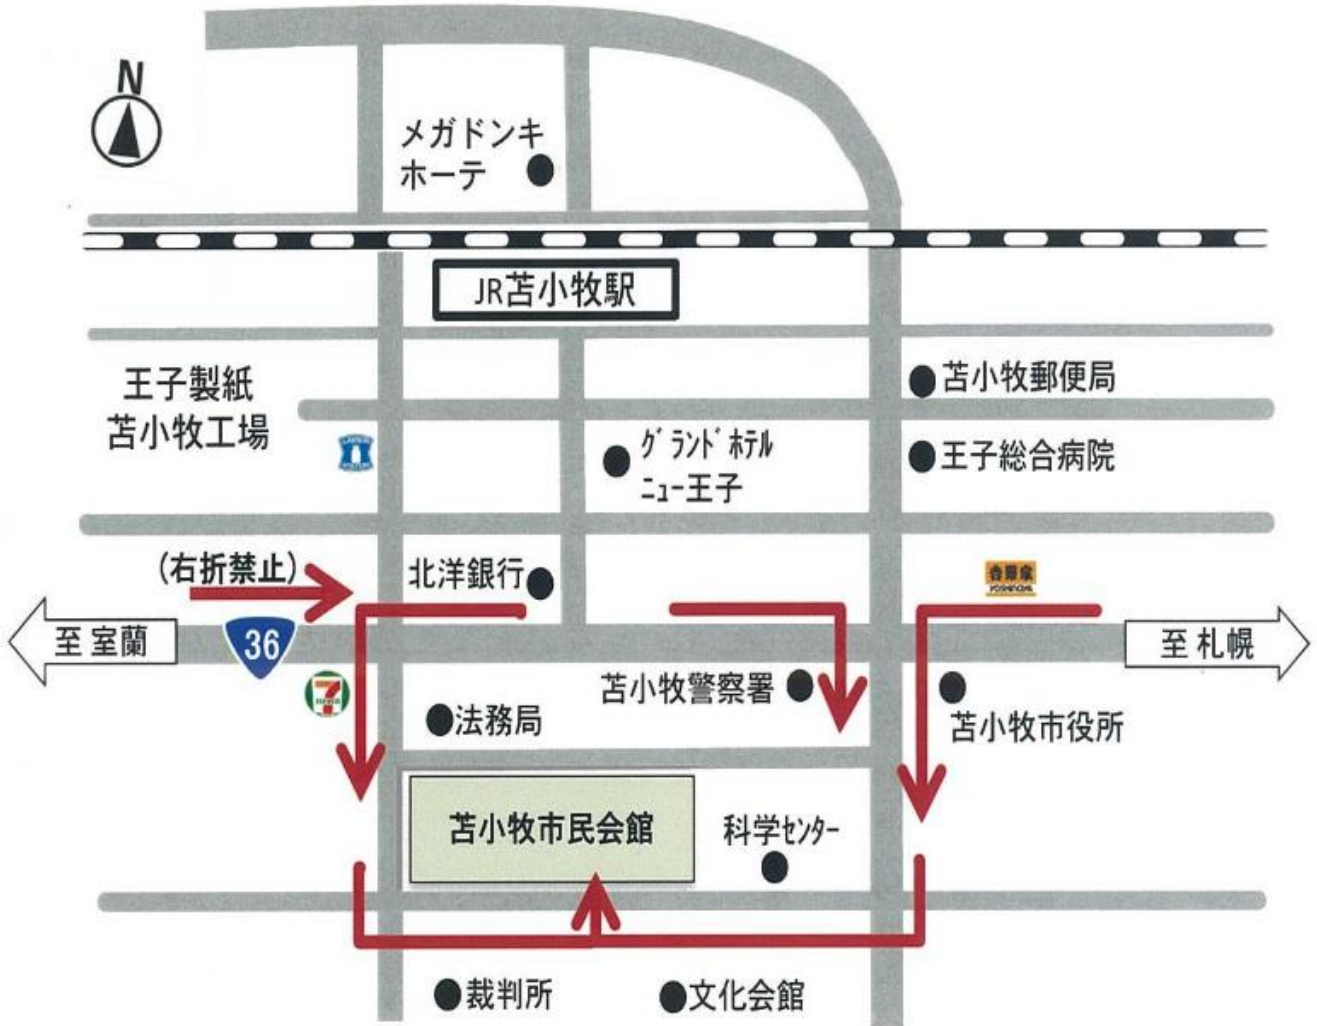 N
メガドンキ
ホーテ
JR苫小牧駅
王子製紙
苫小牧工場
苫小牧郵便局
グランドホテル
ニュー王子
王子総合病院
(右折禁止)
北洋銀行
吉野家
YOSHINOYA
至 室蘭
36
至 札幌
7
苫小牧警察署
法務局
苫小牧市役所
苫小牧市民会館
科学センター
裁判所
文化会館